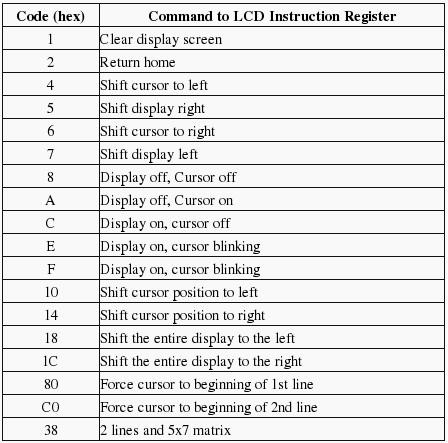 Code (hex) Command to LCD Instruction Register
1 Clear display screen
2 Return home
4 Shift cursor to left
5 Shift display right
6 Shift cursor to right
7 Shift display left
8 Display off, Cursor off
A Display off, Cursor on
C Display on, cursor off
E Display on, cursor blinking
F Display on, cursor blinking
10 Shift cursor position to left
14 Shift cursor position to right
18 Shift the entire display to the left
1C Shift the entire display to the right
80 Force cursor to beginning of 1st line
C0 Force cursor to beginning of 2nd line
38 2 lines and 5x7 matrix